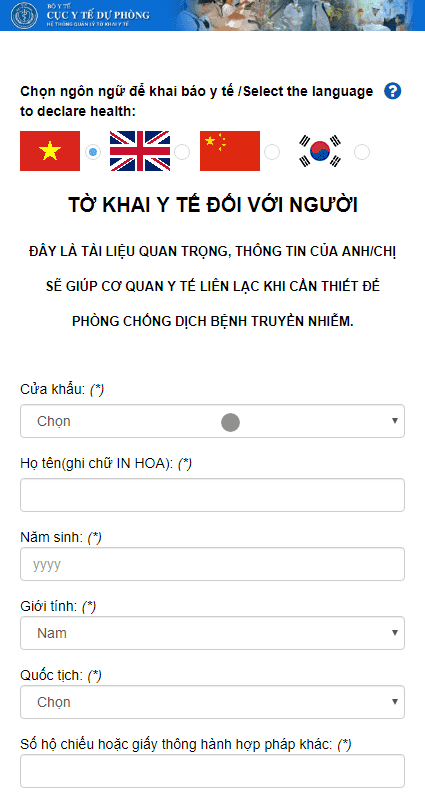 BỘ Y TẾ
CỤC Y TẾ DỰ PHÒNG
HỆ THỐNG QUẢN LÝ TỜ KHAI Y TẾ
Chọn ngôn ngữ để khai báo y tế /Select the language
to declare health:
?
TỜ KHAI Y TẾ ĐỐI VỚI NGƯỜI
ĐÂY LÀ TÀI LIỆU QUAN TRỌNG, THÔNG TIN CỦA ANH/CHỊ
SẼ GIÚP CƠ QUAN Y TẾ LIÊN LẠC KHI CẦN THIẾT ĐỂ
PHÒNG CHỐNG DỊCH BỆNH TRUYỀN NHIỄM.
Cửa khẩu: (*)
Chọn
Họ tên(ghi chữ IN HOA): (*)
Năm sinh: (*)
yyyy
Giới tính: (*)
Nam
Quốc tịch: (*)
Chọn
Số hộ chiếu hoặc giấy thông hành hợp pháp khác: (*)